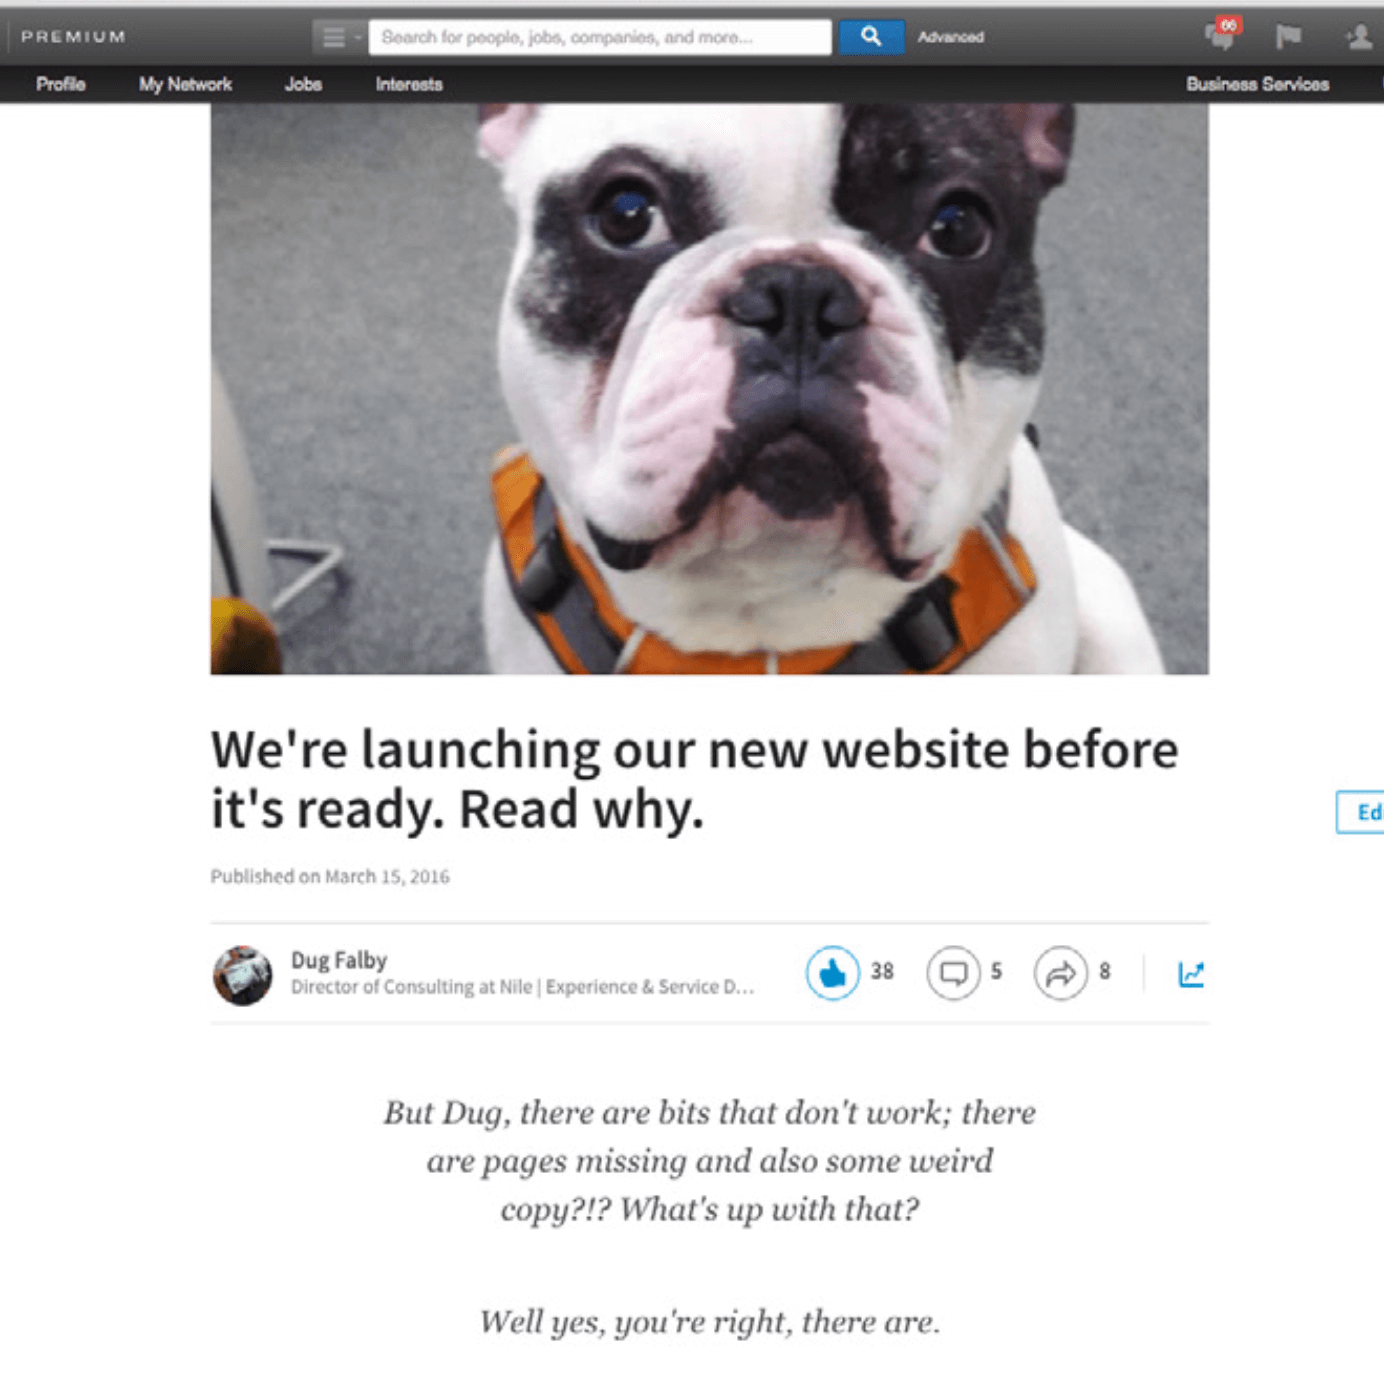 PREMIUM
Search for people, jobs, companies, and more...
Advanced
66
Profile
My Network
Jobs
Interests
Business Services
We're launching our new website before
it's ready. Read why.
Ed
Published on March 15, 2016
Dug Falby
Director of Consulting at Nile | Experience & Service D...
38
5
8
But Dug, there are bits that don't work; there
are pages missing and also some weird
copy?!? What's up with that?
Well yes, you're right, there are.